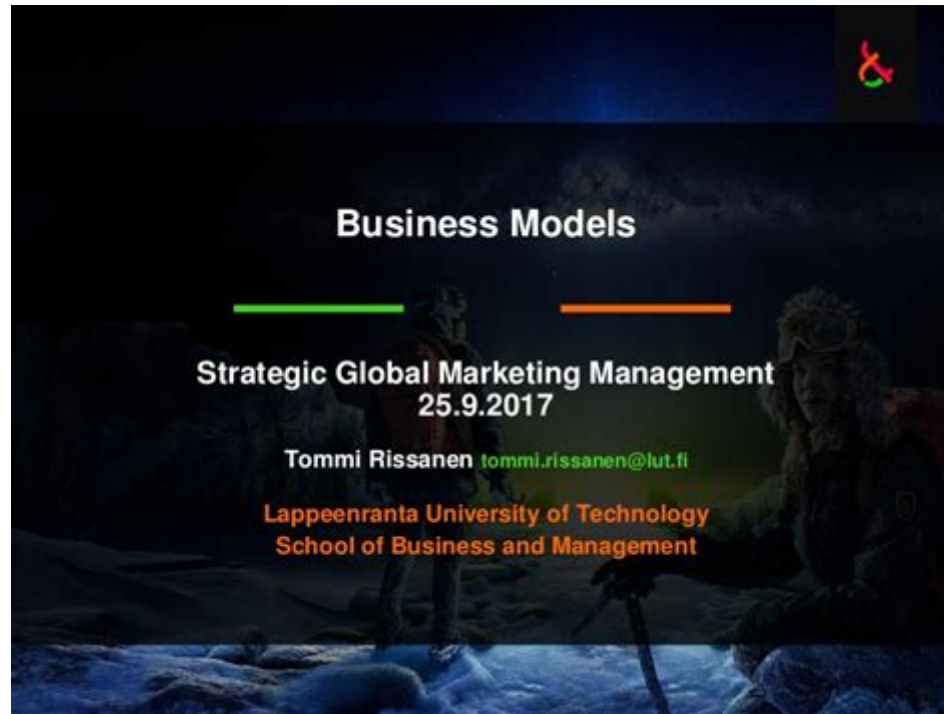 Business Models
Strategic Global Marketing Management
25.9.2017
Tommi Rissanen tommi.rissanen@lut.fi
Lappeenranta University of Technology
School of Business and Management